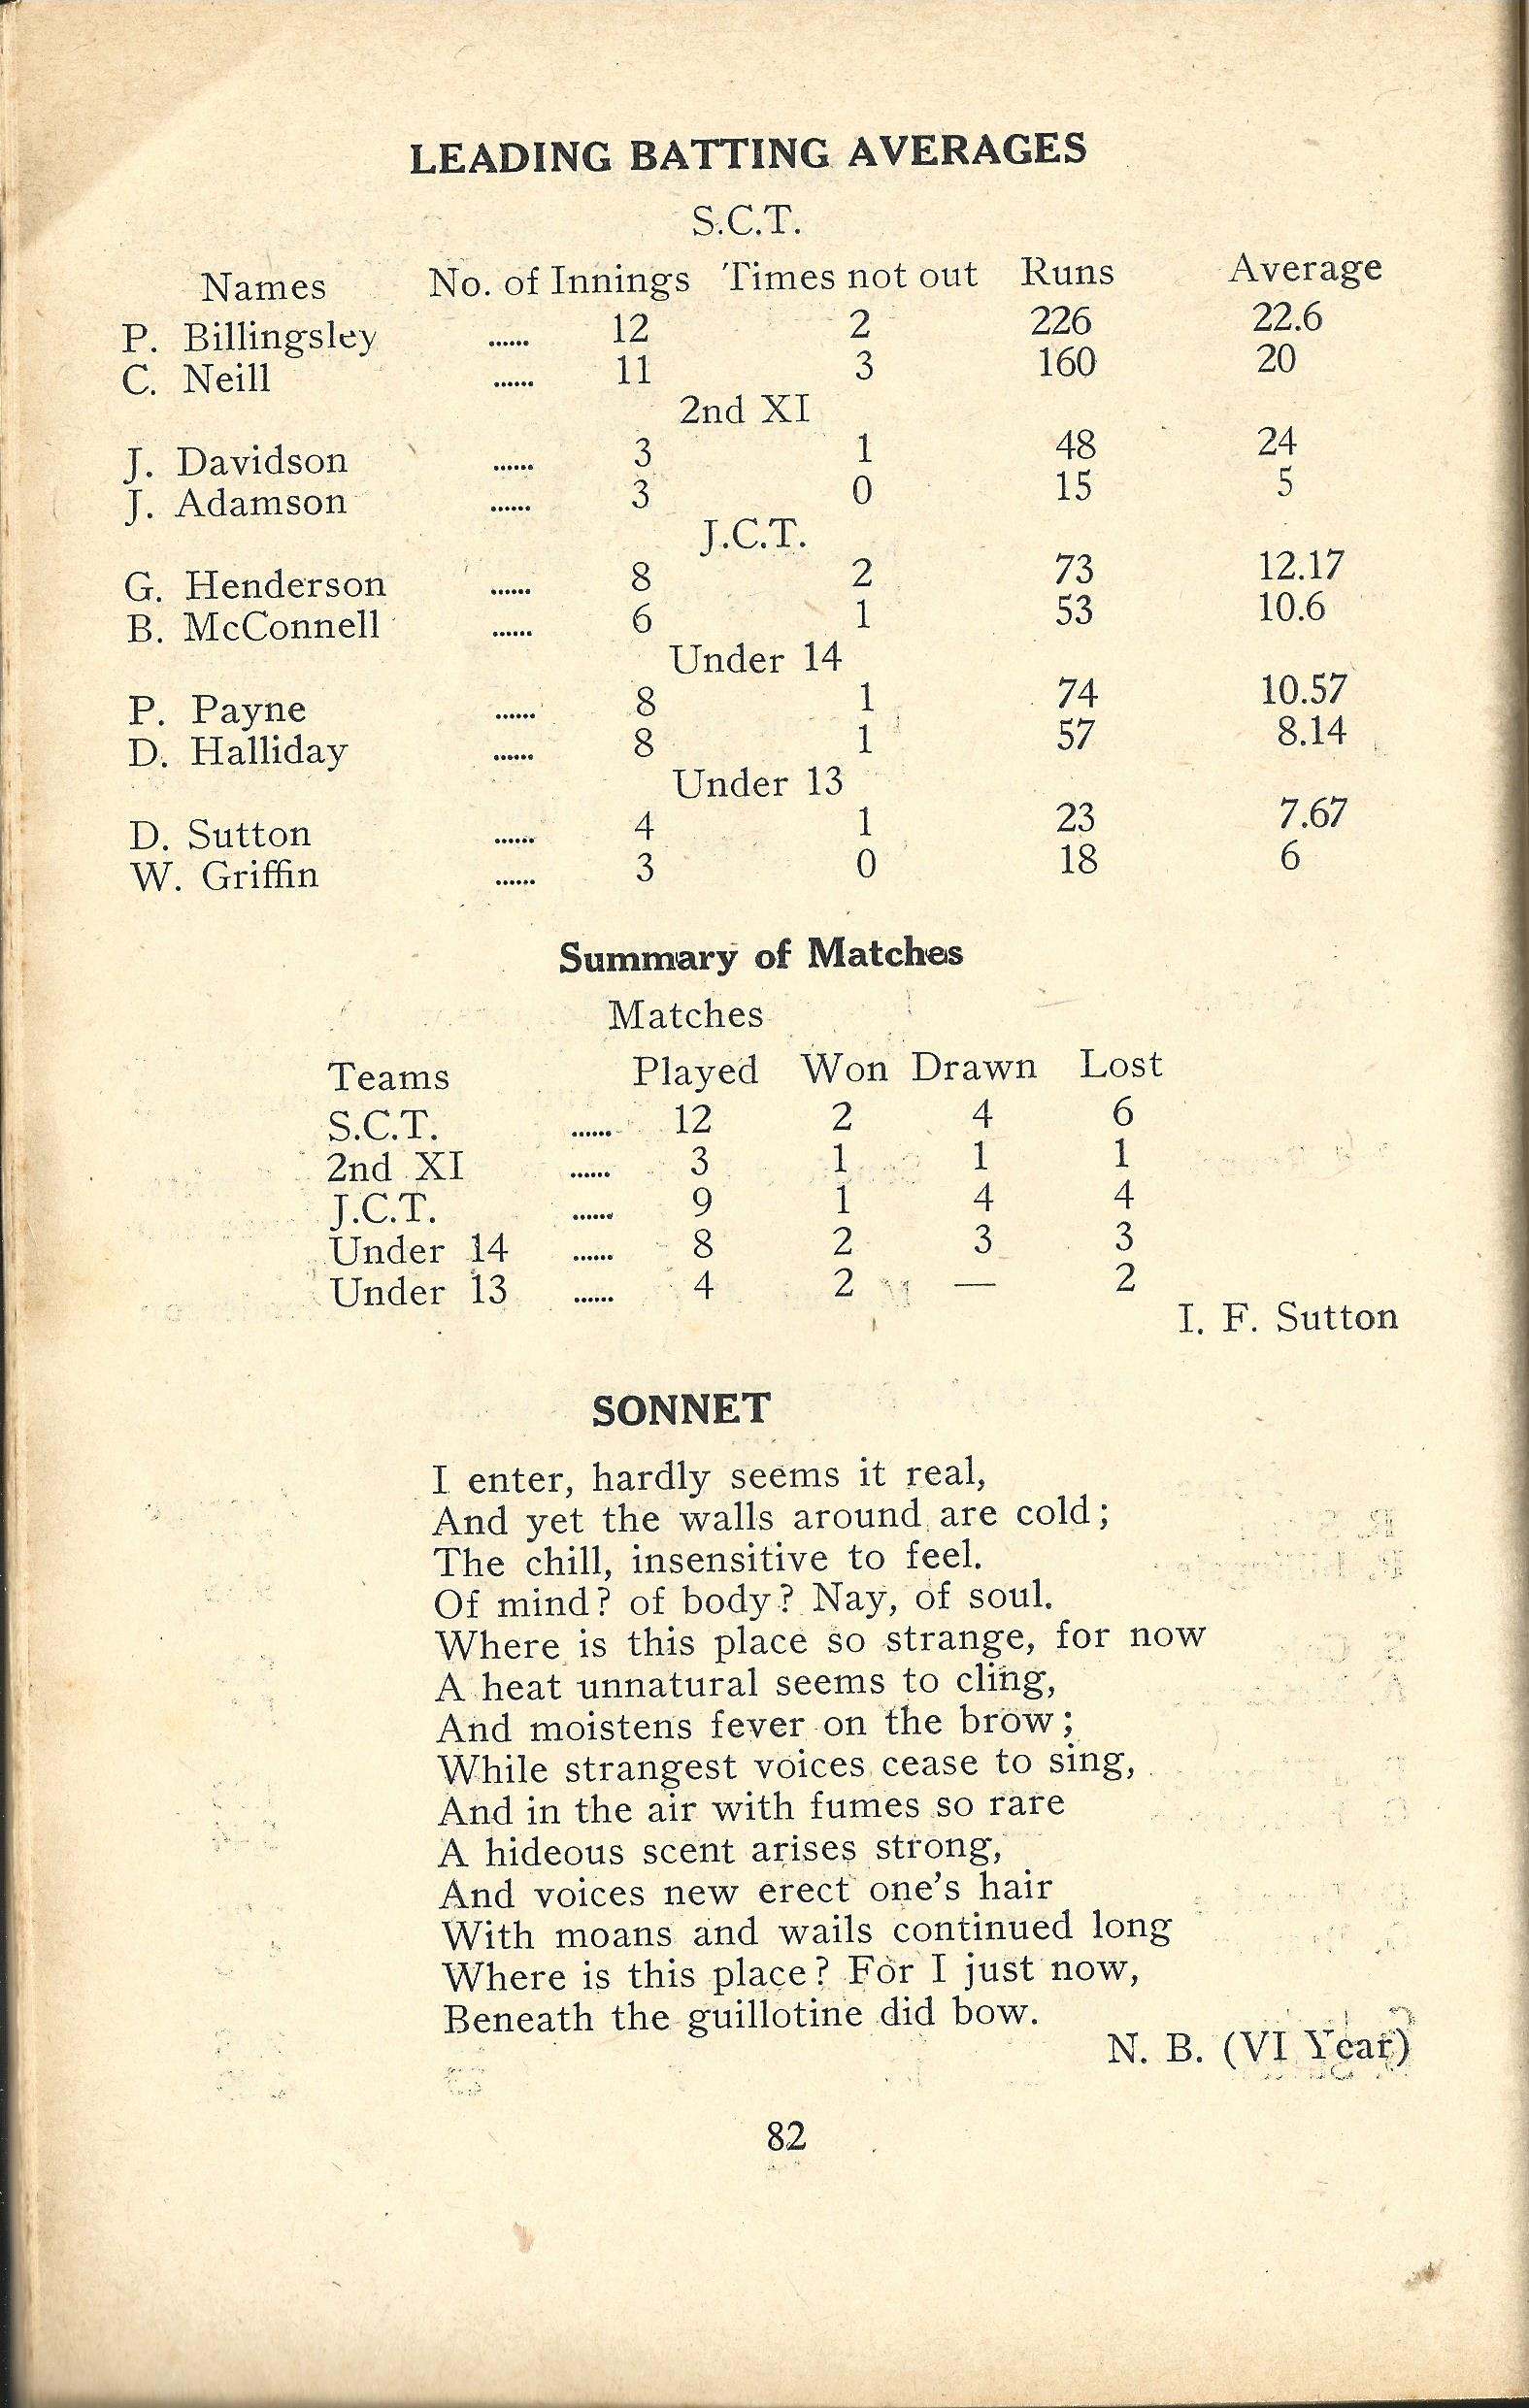 LEADING BATTING AVERAGES
S.C.T.
Names No. of Innings Times not out Runs Average
P. Billingsley ...... 12 2 226 22.6
C. Neill ...... 11 3 160 20
2nd XI
J. Davidson ...... 3 1 48 24
J. Adamson ...... 3 0 15 5
J.C.T.
G. Henderson ...... 8 2 73 12.17
B. McConnell ...... 6 1 53 10.6
Under 14
P. Payne ...... 8 1 74 10.57
D. Halliday ...... 8 1 57 8.14
Under 13
D. Sutton ...... 4 1 23 7.67
W. Griffin ...... 3 0 18 6
Summary of Matches
Matches
Teams Played Won Drawn Lost
S.C.T. ...... 12 2 4 6
2nd XI ...... 3 1 1 1
J.C.T. ...... 9 1 4 4
Under 14 ...... 8 2 3 3
Under 13 ...... 4 2 — 2
I. F. Sutton
SONNET
I enter, hardly seems it real,
And yet the walls around are cold;
The chill, insensitive to feel.
Of mind? of body? Nay, of soul.
Where is this place so strange, for now
A heat unnatural seems to cling,
And moistens fever on the brow;
While strangest voices cease to sing,
And in the air with fumes so rare
A hideous scent arises strong,
And voices new erect one's hair
With moans and wails continued long
Where is this place? For I just now,
Beneath the guillotine did bow.
N. B. (VI Year)
82